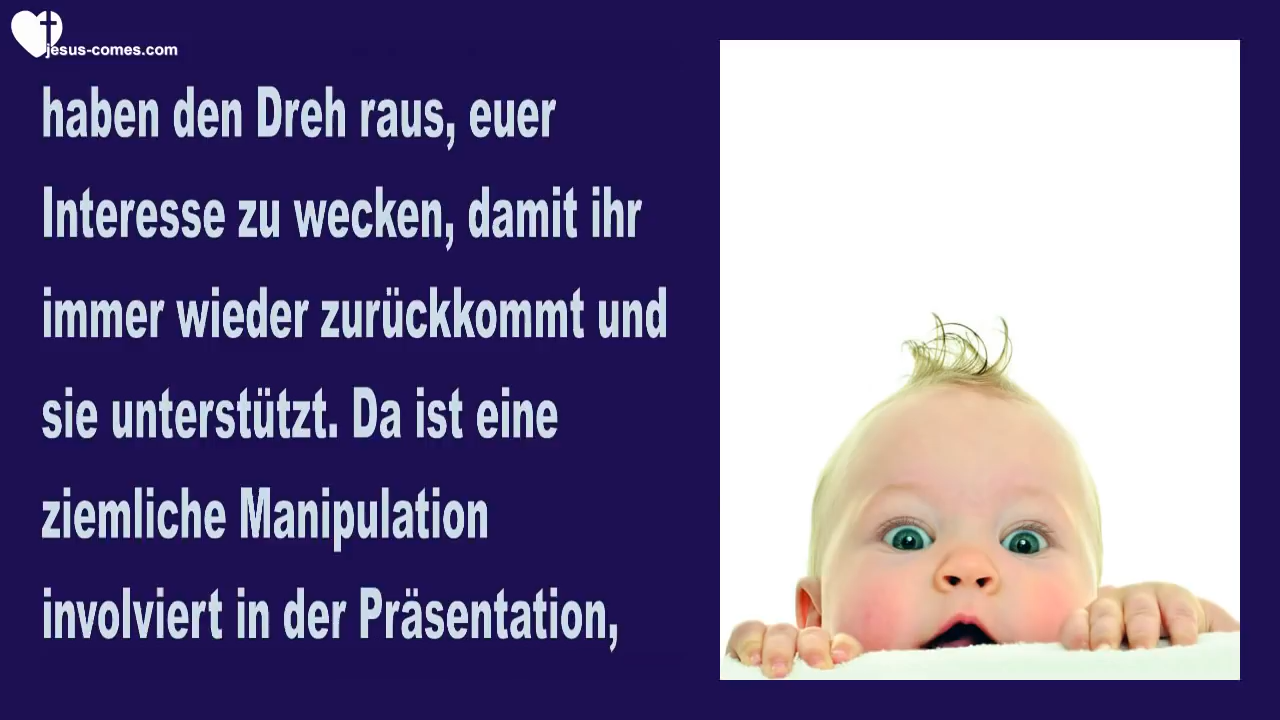 jesus-comes.com
haben den Dreh raus, euer
Interesse zu wecken, damit ihr
immer wieder zurückkommt und
sie unterstützt. Da ist eine
ziemliche Manipulation
involviert in der Präsentation,